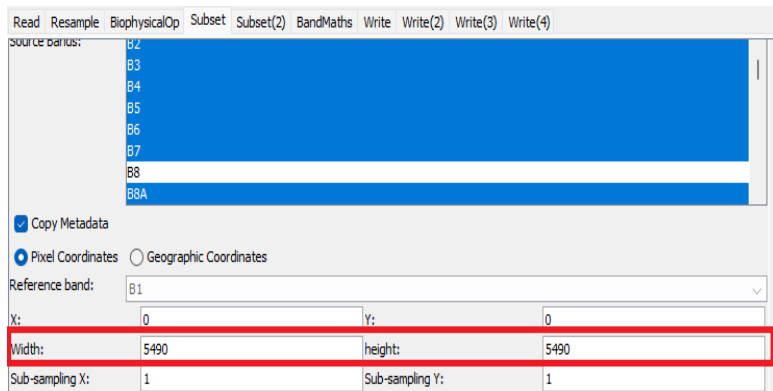 Read Resample BiophysicalOp Subset Subset(2) BandMaths Write Write(2) Write(3) Write(4)
Source Bands: B2
B3
B4
B5
B6
B7
B8
B8A
Copy Metadata
Pixel Coordinates Geographic Coordinates
Reference band: B1
X: 0 Y: 0
Width: 5490 height: 5490
Sub-sampling X: 1 Sub-sampling Y: 1